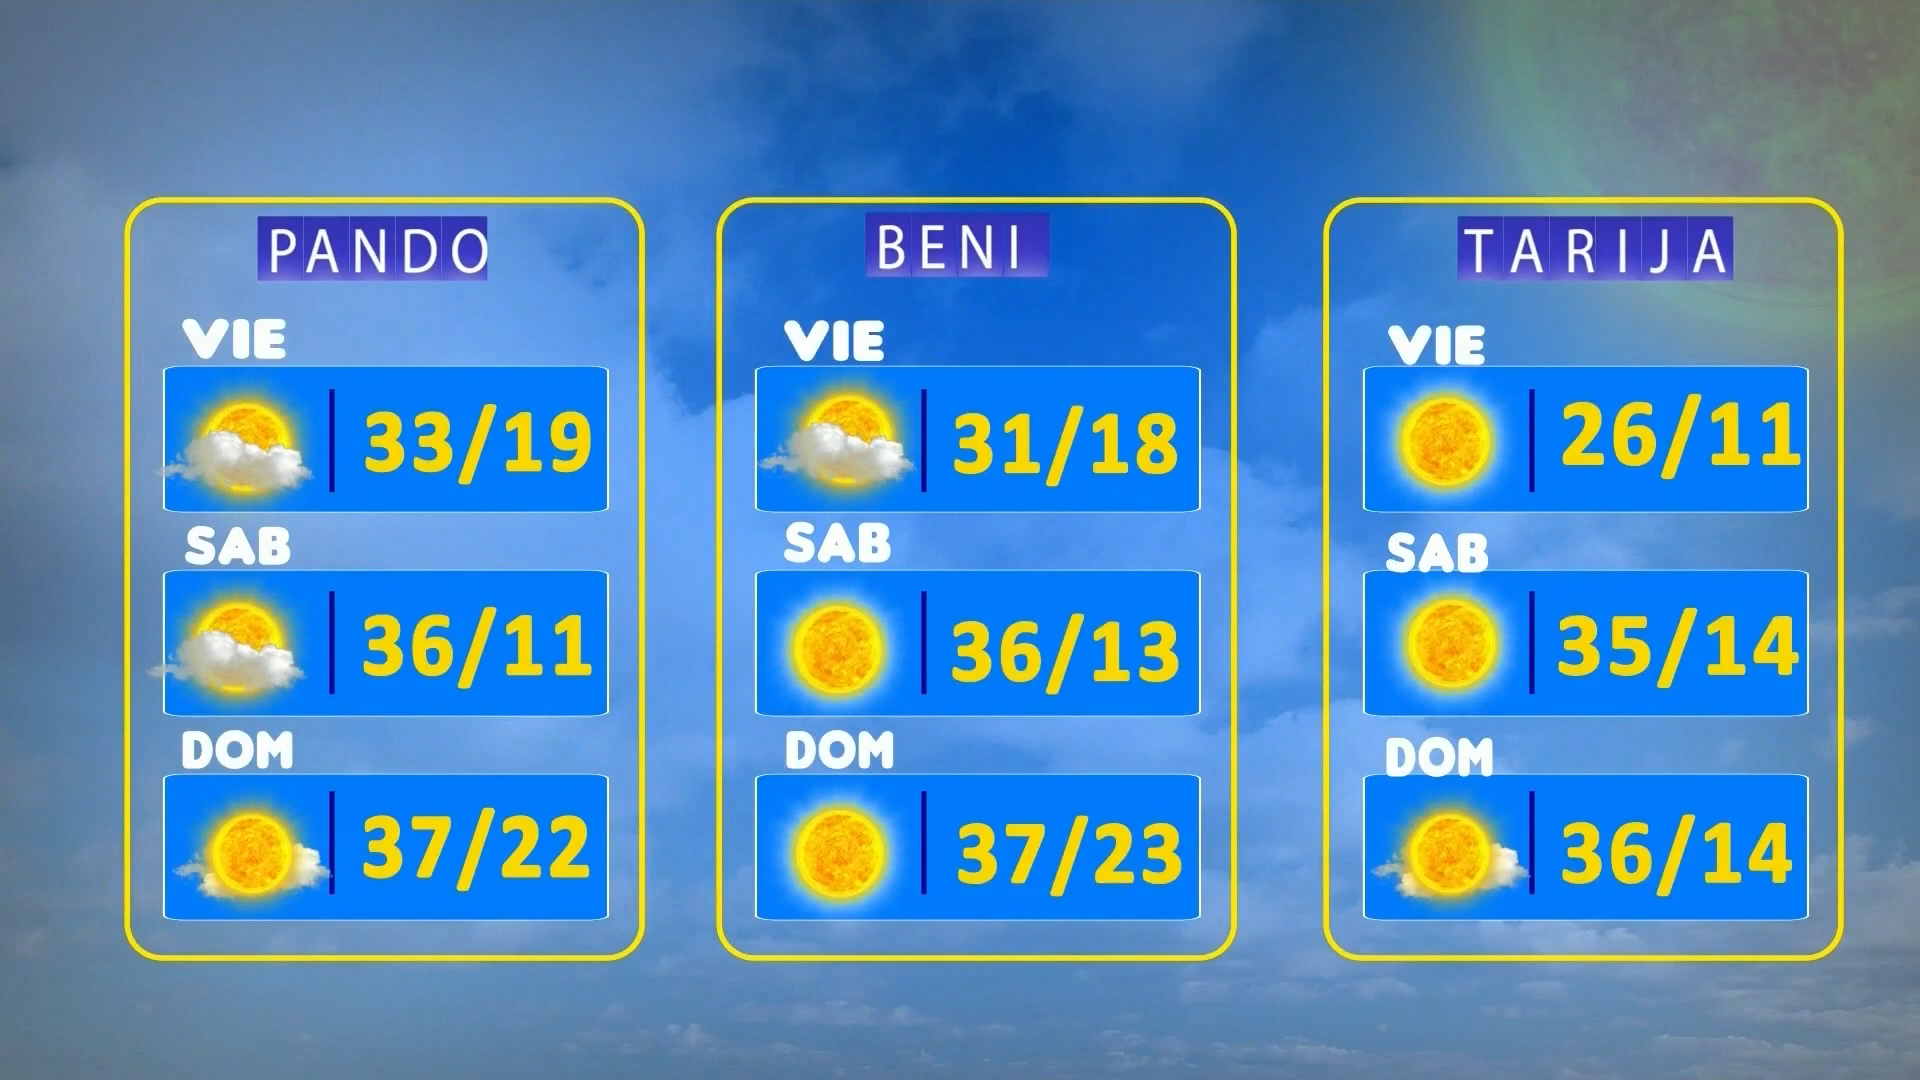 PANDO
VIE
33/19
SAB
36/11
DOM
37/22
BENI
VIE
31/18
SAB
36/13
DOM
37/23
TARIJA
VIE
26/11
SAB
35/14
DOM
36/14